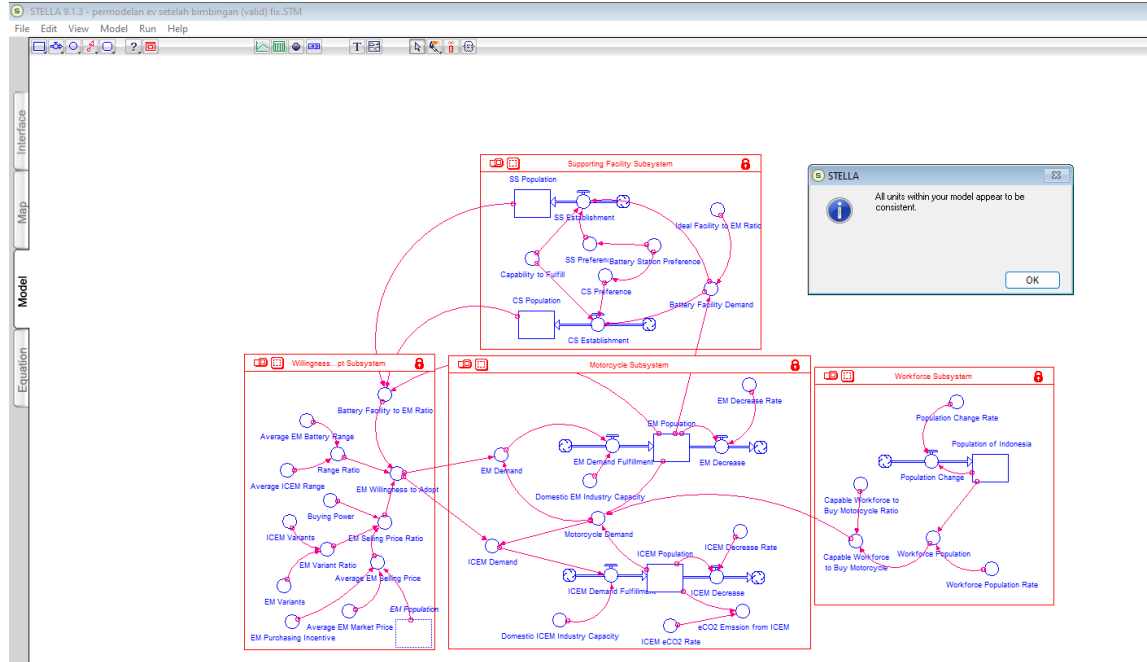 STELLA 9.1.3 - permodelan ev setelah bimbingan (valid) fix.STM
File Edit View Model Run Help
T
?
Interface
Map
Model
Equation
STELLA
All units within your model appear to be
consistent.
OK
Supporting Facility Subsystem
SS Population
SS Establishment
Ideal Facility to EM Ratio
SS Preference
Battery Station Preference
Capability to Fulfill
CS Preference
Battery Facility Demand
CS Population
CS Establishment
Willingness...pt Subsystem
Battery Facility to EM Ratio
Average EM Battery Range
Range Ratio
Average ICEM Range
EM Willingness to Adopt
Buying Power
ICEM Variants
EM Selling Price Ratio
EM Variant Ratio
Average EM Selling Price
EM Variants
EM Population
Average EM Market Price
EM Purchasing Incentive
Motorcycle Subsystem
EM Decrease Rate
EM Population
EM Demand
EM Demand Fulfillment
EM Decrease
Domestic EM Industry Capacity
Motorcycle Demand
ICEM Population
ICEM Decrease Rate
ICEM Demand
ICEM Demand Fulfillment
ICEM Decrease
Domestic ICEM Industry Capacity
eCO2 Emssion from ICEM
ICEM eCO2 Rate
Workforce Subsystem
Population Change Rate
Population of Indonesia
Population Change
Capable Workforce to
Buy Motorcycle Ratio
Capable Workforce
to Buy Motorcycle
Workforce Population
Workforce Population Rate